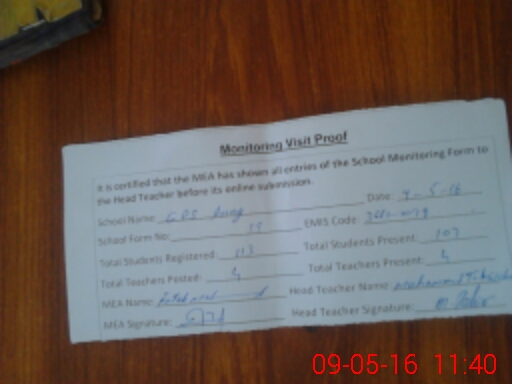 Monitoring Visit Proof
It is certified that the MEA has shown all entries of the School Monitoring Form to
the Head Teacher before its online submission.
School Name: GPS Date: 9-5-16
School Form No: 15 EMIS Code:
Total Students Registered: 113 Total Students Present: 107
Total Teachers Posted: 4 Total Teachers Present: 4
MEA Name: Head Teacher Name: Mohammad
MEA Signature: Head Teacher Signature:
09-05-16 11:40